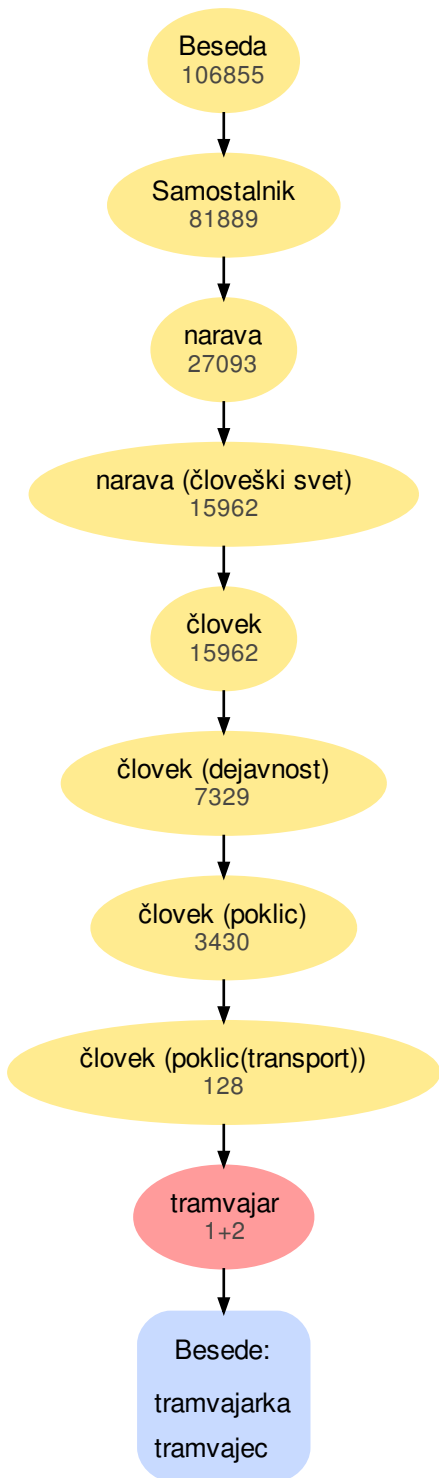 Beseda
106855
Samostalnik
81889
narava
27093
narava (človeški svet)
15962
človek
15962
človek (dejavnost)
7329
človek (poklic)
3430
človek (poklic(transport))
128
tramvajar
1+2
Besede:
tramvajarka
tramvajec